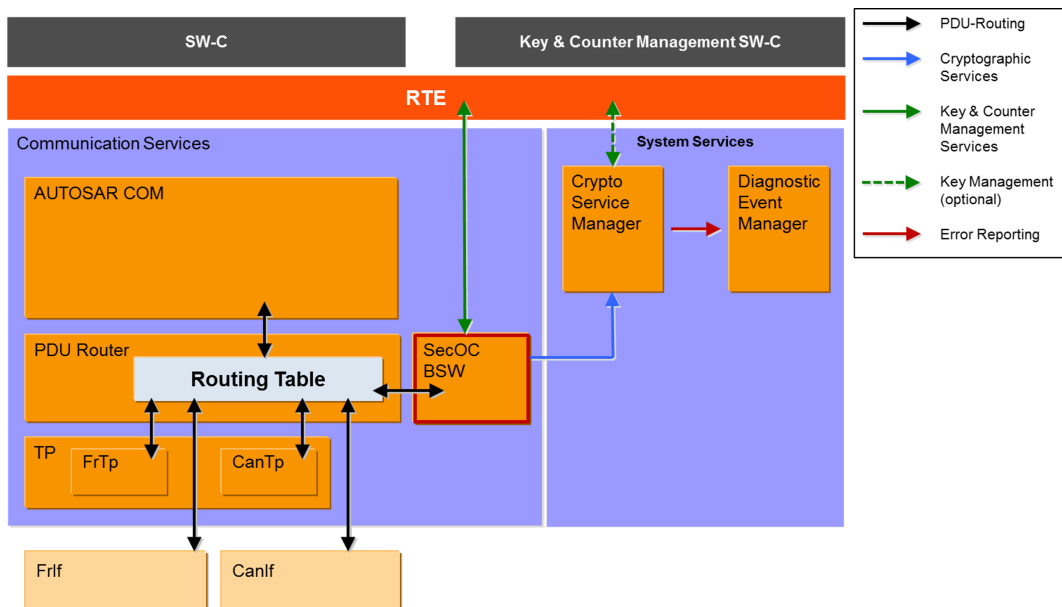 SW-C
Key & Counter Management SW-C
RTE
Communication Services
System Services
AUTOSAR COM
Crypto
Service
Manager
Diagnostic
Event
Manager
PDU Router
Routing Table
SecOC
BSW
TP
FrTp
CanTp
FrIf
CanIf
PDU-Routing
Cryptographic
Services
Key & Counter
Management
Services
Key Management
(optional)
Error Reporting